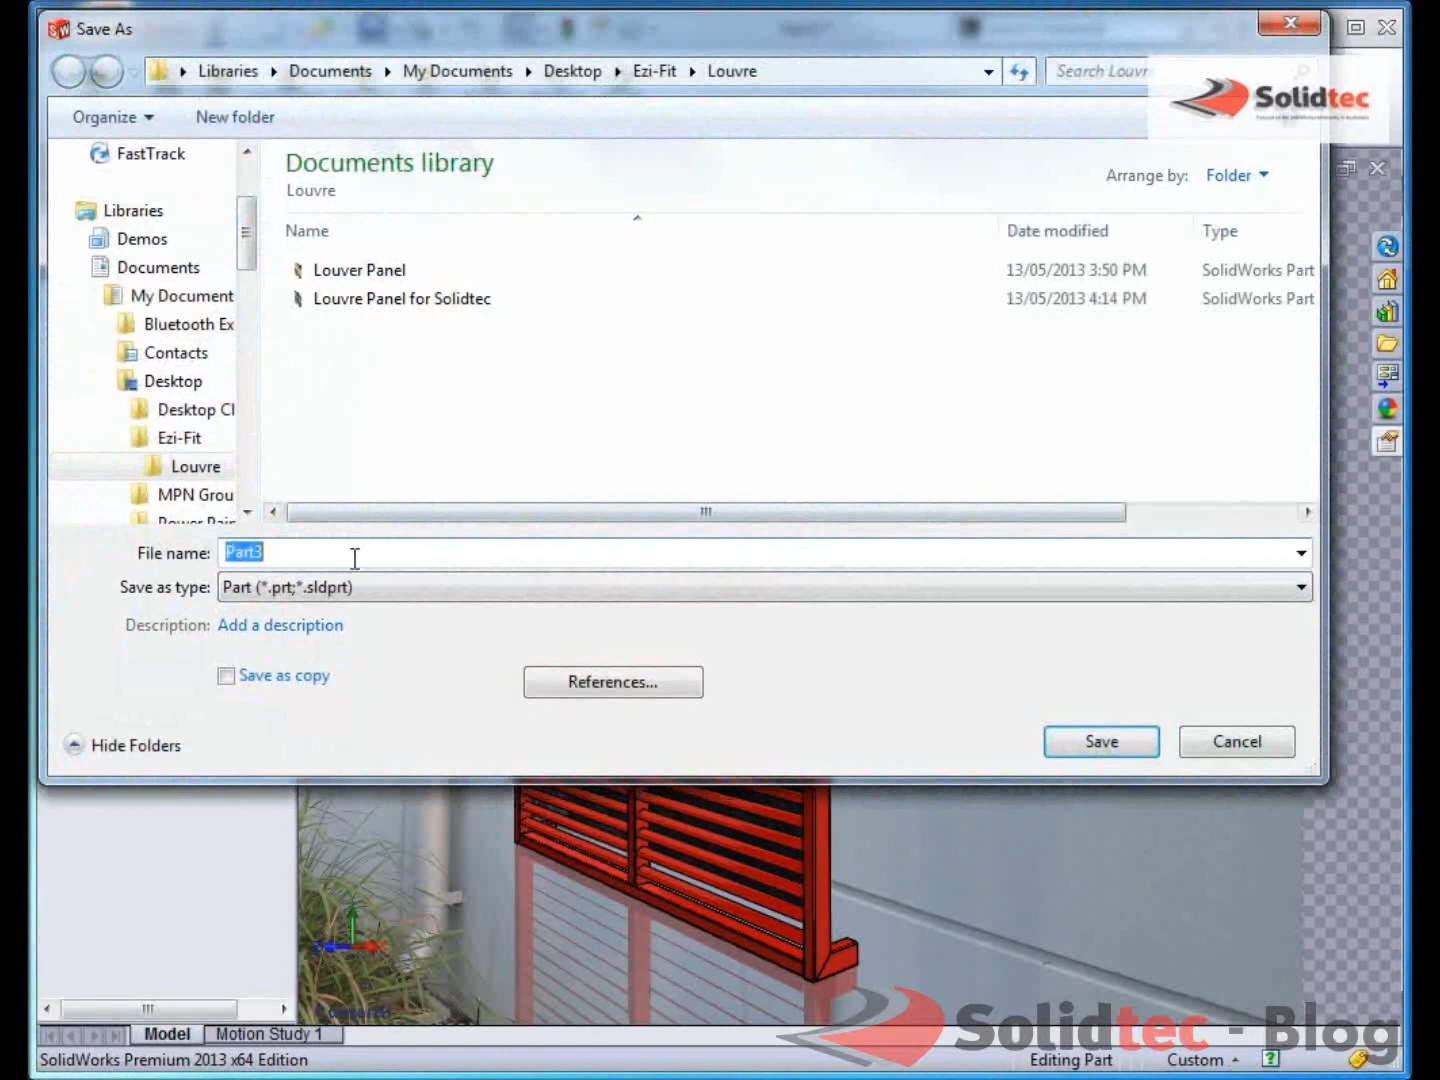 Save As
Libraries Documents My Documents Desktop Ezi-Fit Louvre
Search Louvr
Solidtec
Organize New folder
FastTrack
Libraries
Demos
Documents
My Document
Bluetooth Ex
Contacts
Desktop
Desktop Cl
Ezi-Fit
Louvre
MPN Grou
Documents library
Louvre
Arrange by: Folder
Name Date modified Type
Louver Panel 13/05/2013 3:50 PM SolidWorks Part
Louvre Panel for Solidtec 13/05/2013 4:14 PM SolidWorks Part
File name: Part3
Save as type: Part (*.prt;*.sldprt)
Description: Add a description
Save as copy
References...
Hide Folders
Save Cancel
Model Motion Study 1
Solidtec - Blog
SolidWorks Premium 2013 x64 Edition
Editing Part Custom